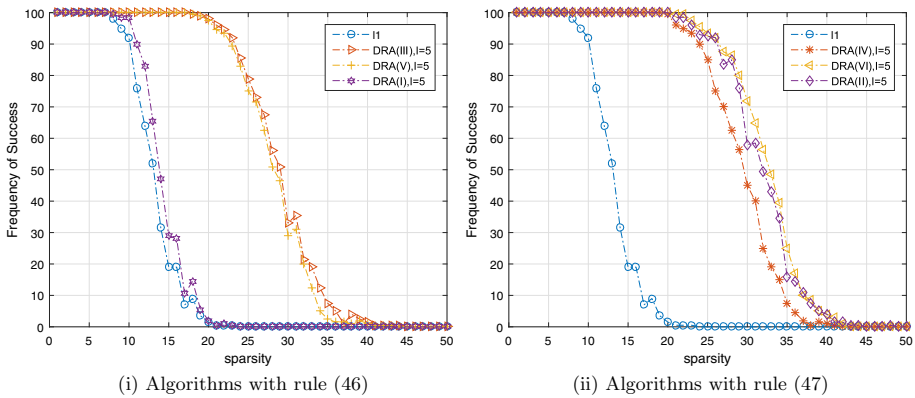 Frequency of Success
100
90
80
70
60
50
40
30
20
10
0
0 5 10 15 20 25 30 35 40 45 50
sparsity
l1
DRA(III),l=5
DRA(V),l=5
DRA(I),l=5
(i) Algorithms with rule (46)
Frequency of Success
100
90
80
70
60
50
40
30
20
10
0
0 5 10 15 20 25 30 35 40 45 50
sparsity
l1
DRA(IV),l=5
DRA(VI),l=5
DRA(II),l=5
(ii) Algorithms with rule (47)